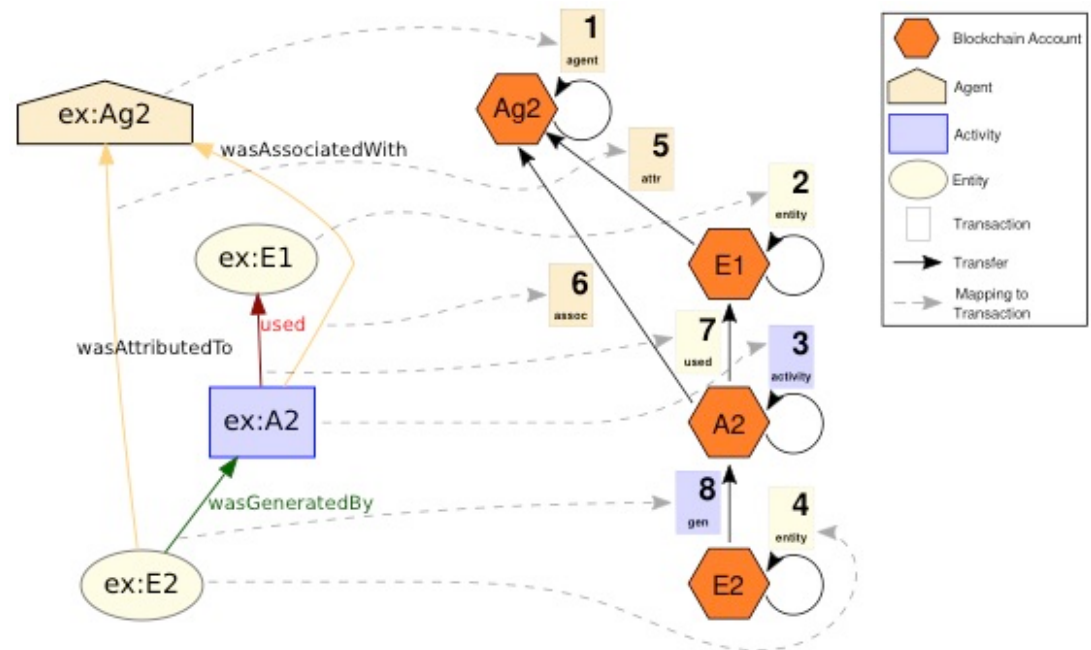 ex:Ag2
wasAssociatedWith
ex:E1
used
wasAttributedTo
ex:A2
wasGeneratedBy
ex:E2
1
agent
Ag2
5
attr
2
entity
E1
6
assoc
7
used
3
activity
A2
8
gen
4
entity
E2
Blockchain Account
Agent
Activity
Entity
Transaction
Transfer
Mapping to
Transaction